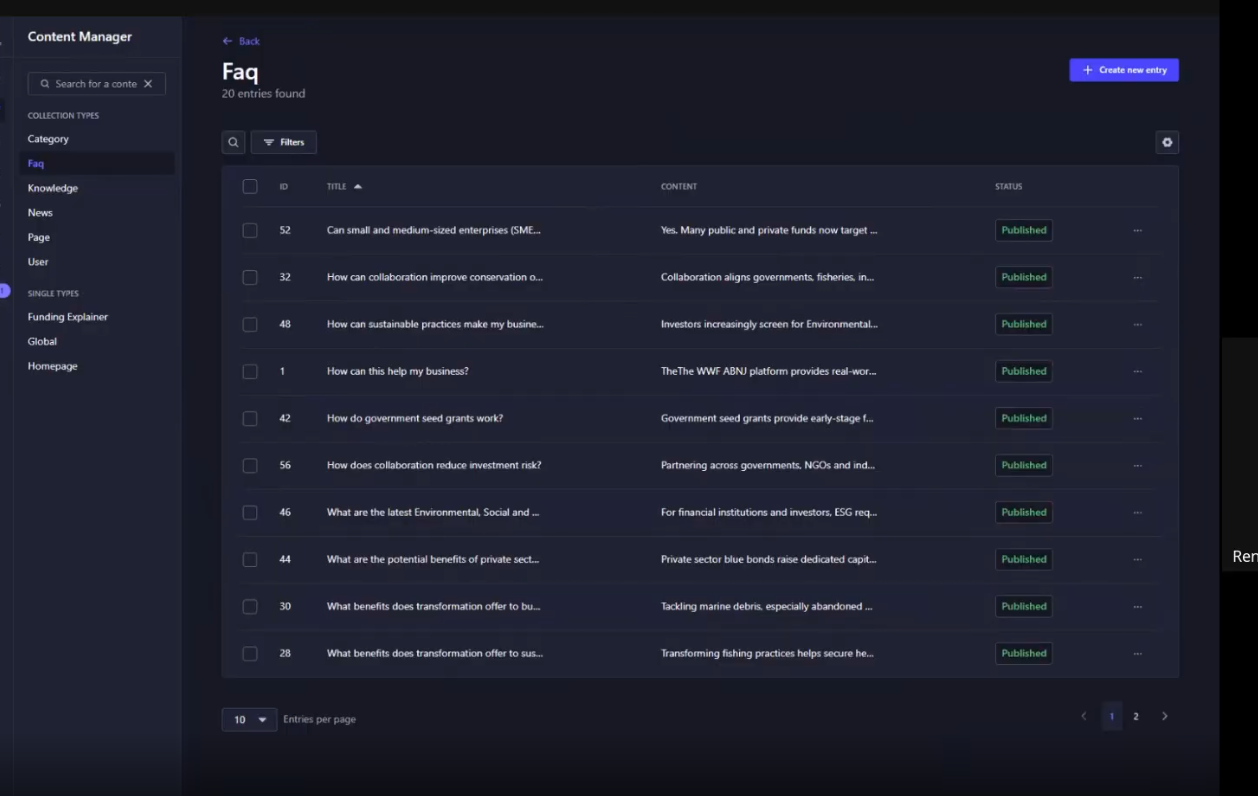 Content Manager
Search for a conte
COLLECTION TYPES
Category
Faq
Knowledge
News
Page
User
SINGLE TYPES
Funding Explainer
Global
Homepage
Back
Faq
20 entries found
Create new entry
Filters
ID TITLE CONTENT STATUS
52 Can small and medium-sized enterprises (SME... Yes. Many public and private funds now target ... Published
32 How can collaboration improve conservation o... Collaboration aligns governments, fisheries, in... Published
48 How can sustainable practices make my busine... Investors increasingly screen for Environmental... Published
1 How can this help my business? TheThe WWF ABNJ platform provides real-wor... Published
42 How do government seed grants work? Government seed grants provide early-stage f... Published
56 How does collaboration reduce investment risk? Partnering across governments, NGOs and ind... Published
46 What are the latest Environmental, Social and ... For financial institutions and investors, ESG req... Published
44 What are the potential benefits of private sect... Private sector blue bonds raise dedicated capit... Published
30 What benefits does transformation offer to bu... Tackling marine debris, especially abandoned ... Published
28 What benefits does transformation offer to sus... Transforming fishing practices helps secure he... Published
10 Entries per page
1 2
Ren